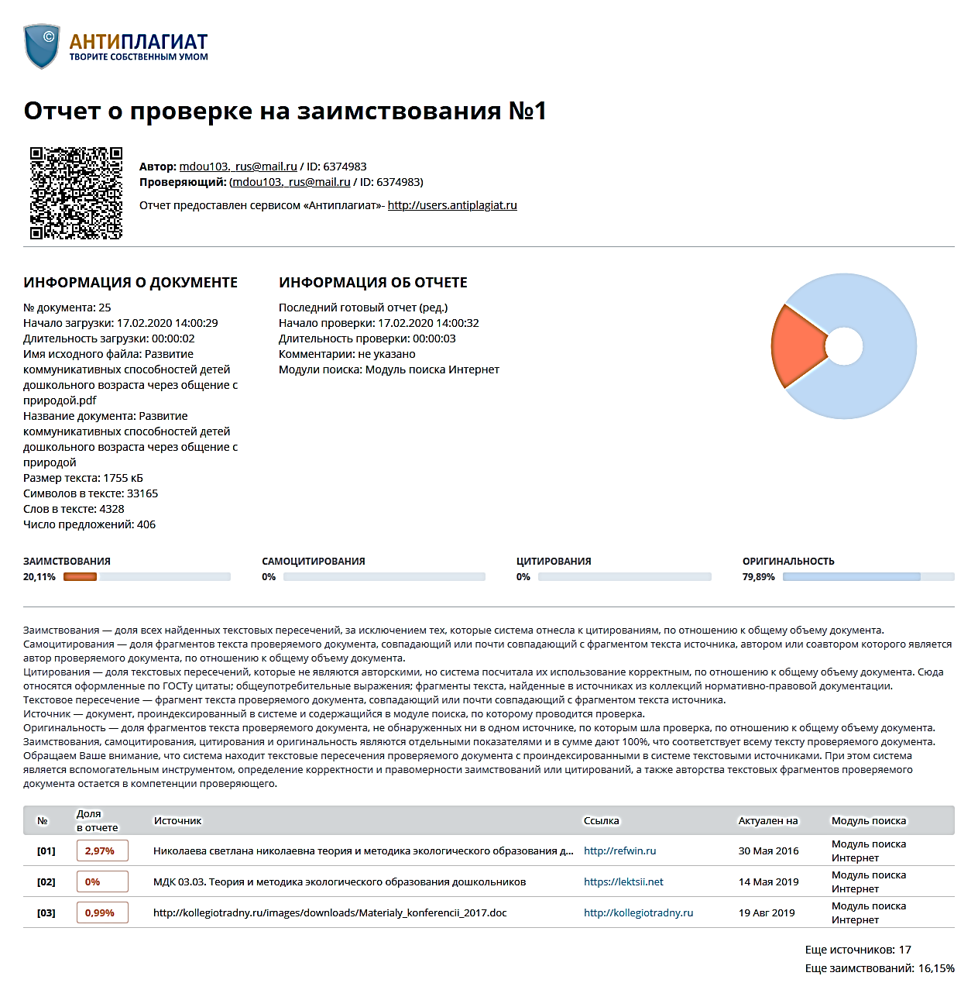 АНТИПЛАГИАТ
ТВОРИТЕ СОБСТВЕННЫМ УМОМ
Отчет о проверке на заимствования №1
Автор: mdou103._rus@mail.ru / ID: 6374983
Проверяющий: (mdou103._rus@mail.ru / ID: 6374983)
Отчет предоставлен сервисом «Антиплагиат»- http://users.antiplagiat.ru
ИНФОРМАЦИЯ О ДОКУМЕНТЕ
№ документа: 25
Начало загрузки: 17.02.2020 14:00:29
Длительность загрузки: 00:00:02
Имя исходного файла: Развитие
коммуникативных способностей детей
дошкольного возраста через общение с
природой.pdf
Название документа: Развитие
коммуникативных способностей детей
дошкольного возраста через общение с
природой
Размер текста: 1755 кБ
Символов в тексте: 33165
Слов в тексте: 4328
Число предложений: 406
ИНФОРМАЦИЯ ОБ ОТЧЕТЕ
Последний готовый отчет (ред.)
Начало проверки: 17.02.2020 14:00:32
Длительность проверки: 00:00:03
Комментарии: не указано
Модули поиска: Модуль поиска Интернет
ЗАИМСТВОВАНИЯ
20,11%
САМОЦИТИРОВАНИЯ
0%
ЦИТИРОВАНИЯ
0%
ОРИГИНАЛЬНОСТЬ
79,89%
Заимствования — доля всех найденных текстовых пересечений, за исключением тех, которые система отнесла к цитированиям, по отношению к общему объему документа.
Самоцитирования — доля фрагментов текста проверяемого документа, совпадающий или почти совпадающий с фрагментом текста источника, автором или соавтором которого является
автор проверяемого документа, по отношению к общему объему документа.
Цитирования — доля текстовых пересечений, которые не являются авторскими, но система посчитала их использование корректным, по отношению к общему объему документа. Сюда
относятся оформленные по ГОСТу цитаты; общеупотребительные выражения; фрагменты текста, найденные в источниках из коллекций нормативно-правовой документации.
Текстовое пересечение — фрагмент текста проверяемого документа, совпадающий или почти совпадающий с фрагментом текста источника.
Источник — документ, проиндексированный в системе и содержащийся в модуле поиска, по которому проводится проверка.
Оригинальность — доля фрагментов текста проверяемого документа, не обнаруженных ни в одном источнике, по которым шла проверка, по отношению к общему объему документа.
Заимствования, самоцитирования, цитирования и оригинальность являются отдельными показателями и в сумме дают 100%, что соответствует всему тексту проверяемого документа.
Обращаем Ваше внимание, что система находит текстовые пересечения проверяемого документа с проиндексированными в системе текстовыми источниками. При этом система
является вспомогательным инструментом, определение корректности и правомерности заимствований или цитирований, а также авторства текстовых фрагментов проверяемого
документа остается в компетенции проверяющего.
№ Доля в отчете Источник Ссылка Актуален на Модуль поиска
[01] 2,97% Николаева светлана николаевна теория и методика экологического образования д... http://refwin.ru 30 Мая 2016 Модуль поиска Интернет
[02] 0% МДК 03.03. Теория и методика экологического образования дошкольников https://lektsii.net 14 Мая 2019 Модуль поиска Интернет
[03] 0,99% http://kollegiotradny.ru/images/downloads/Materialy_konferencii_2017.doc http://kollegiotradny.ru 19 Авг 2019 Модуль поиска Интернет
Еще источников: 17
Еще заимствований: 16,15%